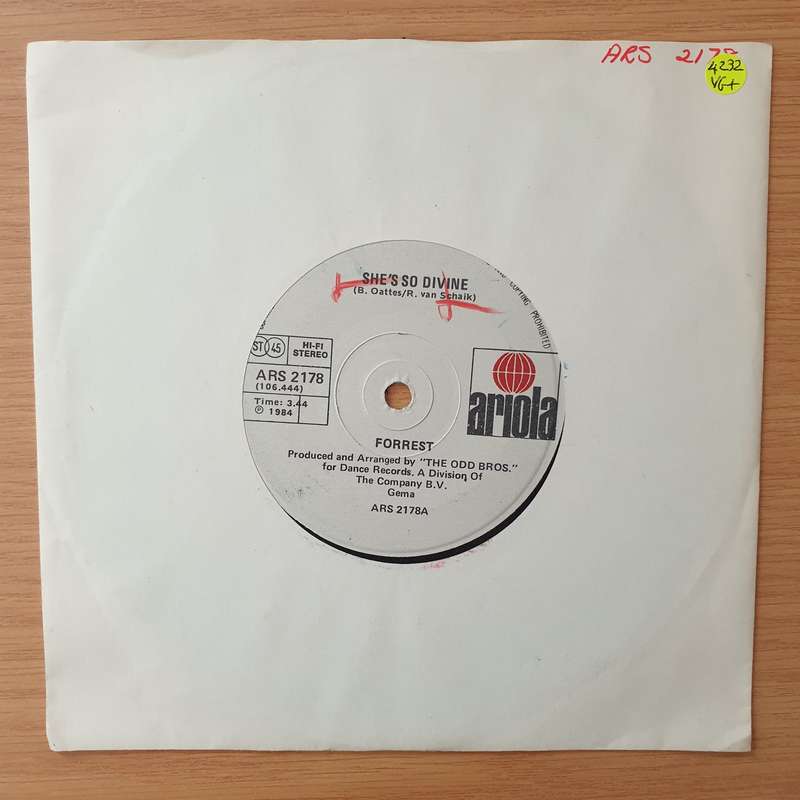 ARS 217
4232
VG+
SHE'S SO DIVINE
(B. Oattes/R. van Schaik)
COPYING PROHIBITED
ST 45
HI-FI
STEREO
ARS 2178
(106.444)
Time: 3.44
Ⓟ 1984
ariola
FORREST
Produced and Arranged by "THE ODD BROS."
for Dance Records. A Division Of
The Company B.V.
Gema
ARS 2178A